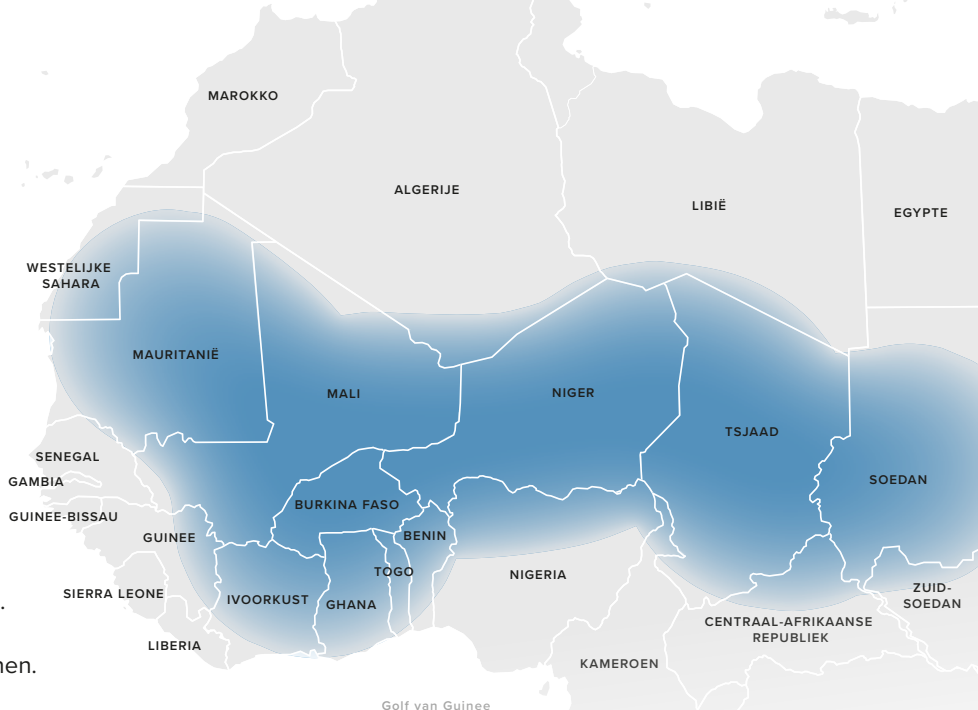 MAROKKO
ALGERIJE
LIBIË
EGYPTE
WESTELIJKE
SAHARA
MAURITANIË
MALI
NIGER
TSJAAD
SENEGAL
SOEDAN
GAMBIA
BURKINA FASO
GUINEE-BISSAU
GUINEE
BENIN
TOGO
NIGERIA
SIERRA LEONE
IVOORKUST
GHANA
ZUID-
SOEDAN
.
CENTRAAL-AFRIKAANSE
REPUBLIEK
LIBERIA
KAMEROEN
nen.
Golf van Guinee